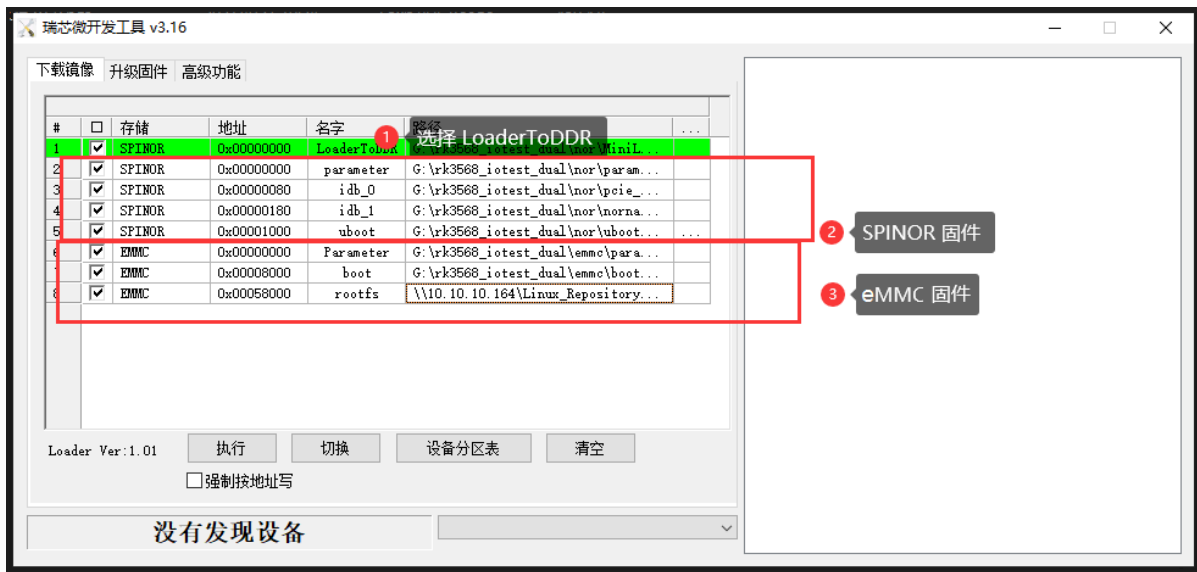 瑞芯微开发工具 v3.16
下载镜像 升级固件 高级功能
# 存储 地址 名字 路径 ...
1 选择 LoaderToDDR
1 SPINOR 0x00000000 LoaderToDDR G:\rk3568_iotest_dual\nor\MiniL...
2 SPINOR 0x00000000 parameter G:\rk3568_iotest_dual\nor\param...
3 SPINOR 0x00000080 idb_0 G:\rk3568_iotest_dual\nor\pcie_...
4 SPINOR 0x00000180 idb_1 G:\rk3568_iotest_dual\nor\norna...
5 SPINOR 0x00001000 uboot G:\rk3568_iotest_dual\nor\uboot... ...
2 SPINOR 固件
6 EMMC 0x00000000 Parameter G:\rk3568_iotest_dual\emmc\para...
EMMC 0x00008000 boot G:\rk3568_iotest_dual\emmc\boot...
8 EMMC 0x00058000 rootfs \\10.10.10.164\Linux_Repository...
3 eMMC 固件
Loader Ver:1.01 执行 切换 设备分区表 清空
强制按地址写
没有发现设备